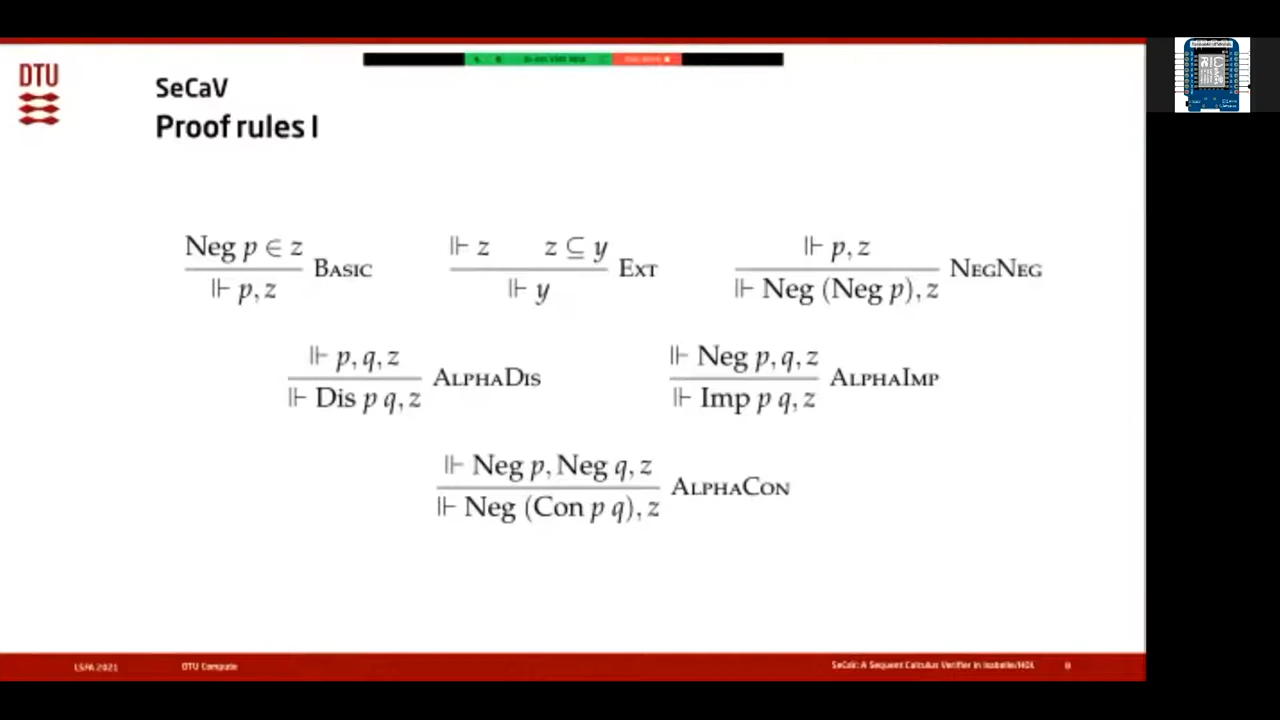 DTU
SeCaV
Proof rules I
Neg p ∈ z
⊩ p, z
BASIC
⊩ z z ⊆ y
⊩ y
EXT
⊩ p, z
⊩ Neg (Neg p), z
NEGNEG
⊩ p, q, z
⊩ Dis p q, z
ALPHADIS
⊩ Neg p, q, z
⊩ Imp p q, z
ALPHAIMP
⊩ Neg p, Neg q, z
⊩ Neg (Con p q), z
ALPHACON
LSFA 2021 DTU Compute SeCaV: A Sequent Calculus Verifier in Isabelle/HOL 8